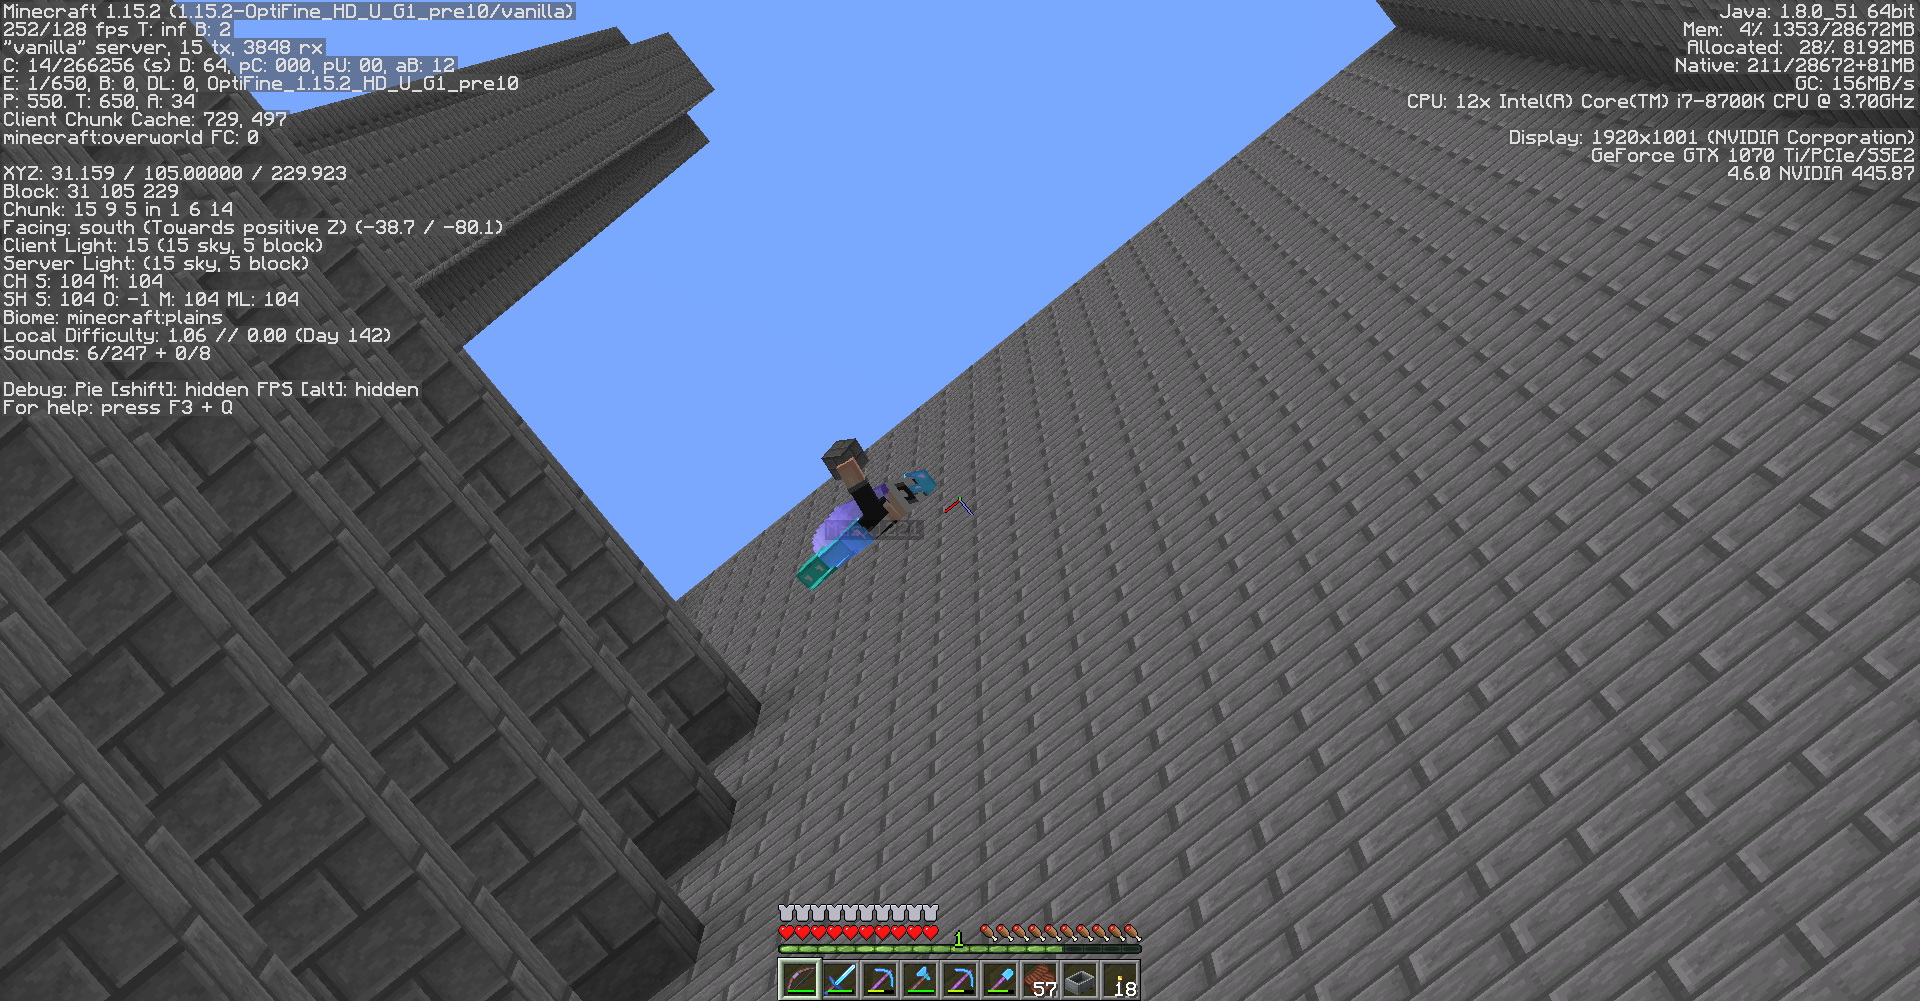 Minecraft 1.15.2 (1.15.2-OptiFine_HD_U_G1_pre10/vanilla)
252/128 fps T: inf B: 2
"vanilla" server, 15 tx, 3848 rx
C: 14/266256 (s) D: 64, pC: 000, pU: 00, aB: 12
E: 1/650, B: 0, DL: 0, OptiFine_1.15.2_HD_U_G1_pre10
P: 550. T: 650, A: 34
Client Chunk Cache: 729, 497
minecraft:overworld FC: 0
XYZ: 31.159 / 105.00000 / 229.923
Block: 31 105 229
Chunk: 15 9 5 in 1 6 14
Facing: south (Towards positive Z) (-38.7 / -80.1)
Client Light: 15 (15 sky, 5 block)
Server Light: (15 sky, 5 block)
CH S: 104 M: 104
SH S: 104 O: -1 M: 104 ML: 104
Biome: minecraft:plains
Local Difficulty: 1.06 // 0.00 (Day 142)
Sounds: 6/247 + 0/8
Debug: Pie [shift]: hidden FPS [alt]: hidden
For help: press F3 + Q
Java: 1.8.0_51 64bit
Mem: 4% 1353/28672MB
Allocated: 28% 8192MB
Native: 211/28672+81MB
GC: 156MB/s
CPU: 12x Intel(R) Core(TM) i7-8700K CPU @ 3.70GHz
Display: 1920x1001 (NVIDIA Corporation)
GeForce GTX 1070 Ti/PCIe/SSE2
4.6.0 NVIDIA 445.87
1
57
18